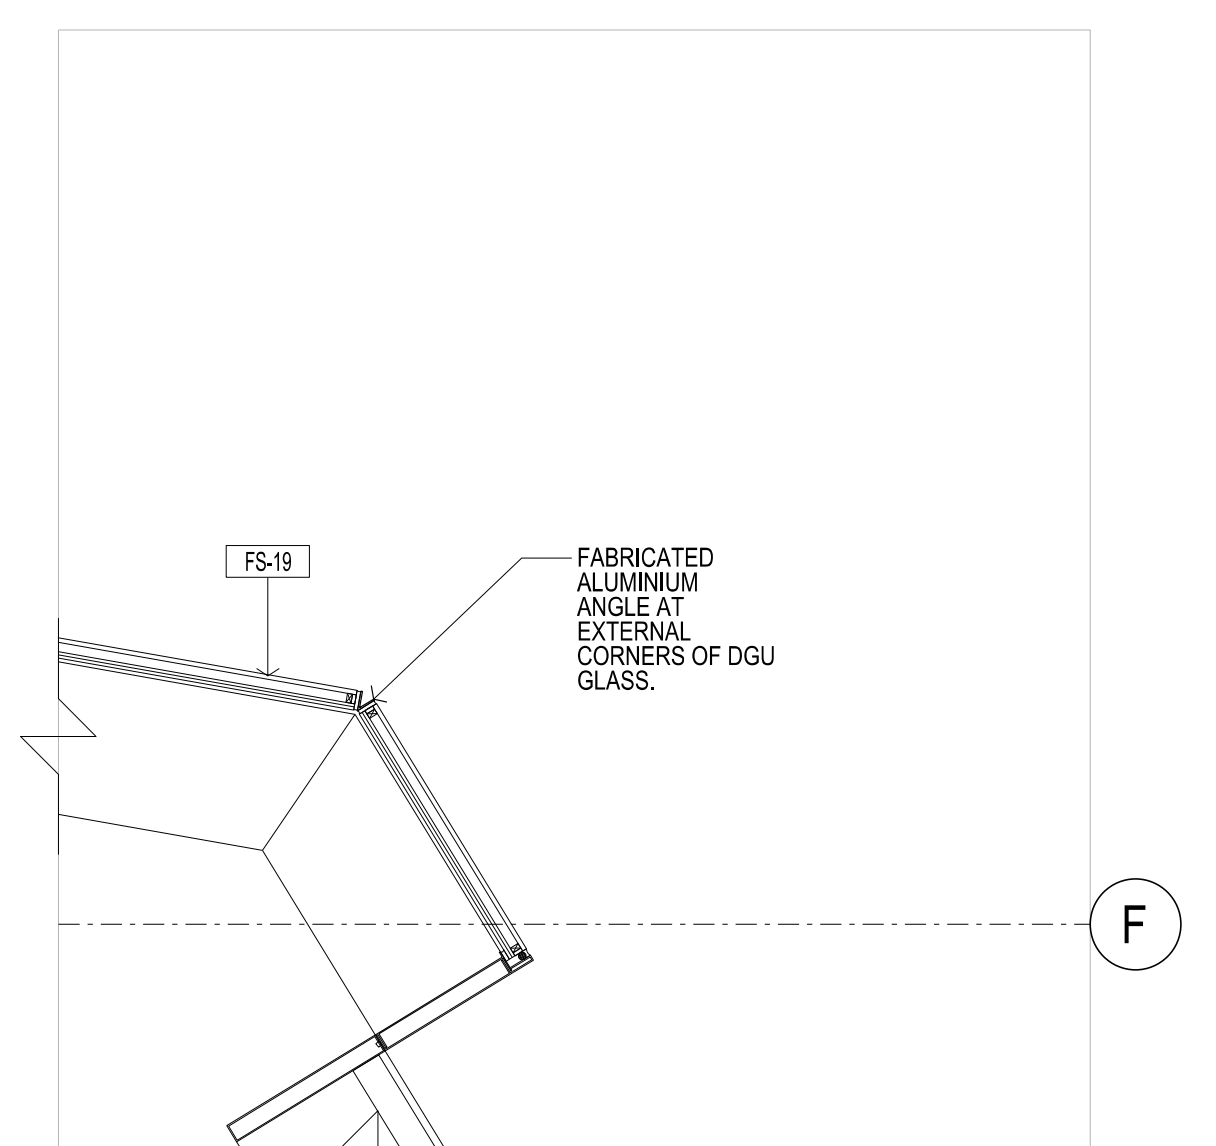 FS-19
FABRICATED
ALUMINIUM
ANGLE AT
EXTERNAL
CORNERS OF DGU
GLASS.
F